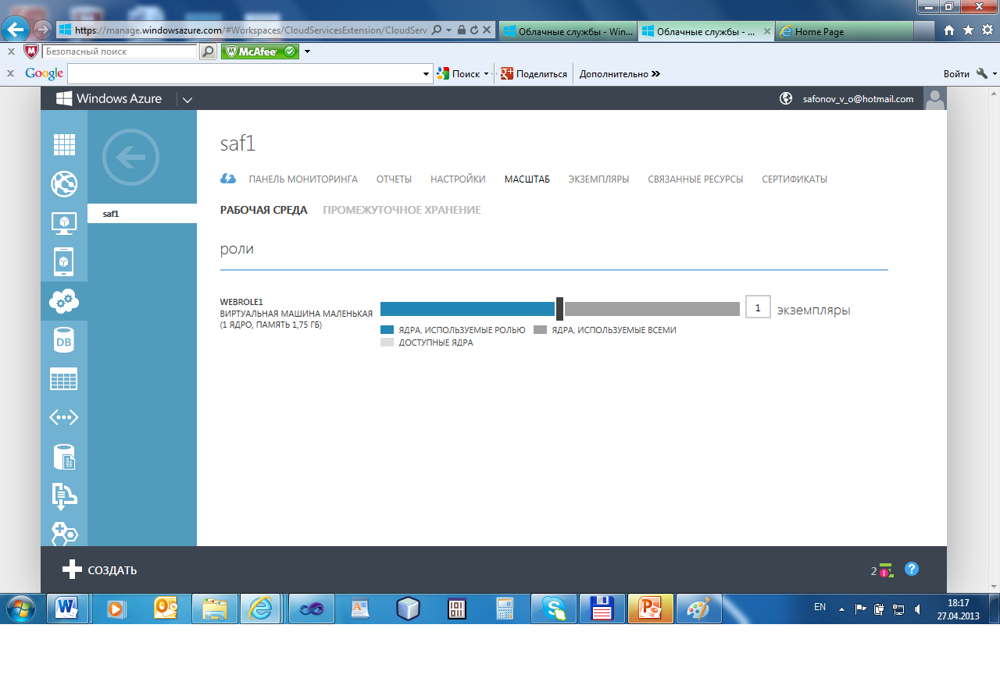 https://manage.windowsazure.com/#Workspaces/CloudServicesExtension/CloudServ
Облачные службы - Win...
Облачные службы - ...
Home Page
Безопасный поиск
McAfee
Google
Поиск
Поделиться
Дополнительно
Войти
Windows Azure
safonov_v_o@hotmail.com
saf1
saf1
ПАНЕЛЬ МОНИТОРИНГА ОТЧЕТЫ НАСТРОЙКИ МАСШТАБ ЭКЗЕМПЛЯРЫ СВЯЗАННЫЕ РЕСУРСЫ СЕРТИФИКАТЫ
РАБОЧАЯ СРЕДА ПРОМЕЖУТОЧНОЕ ХРАНЕНИЕ
роли
WEBROLE1
ВИРТУАЛЬНАЯ МАШИНА МАЛЕНЬКАЯ
(1 ЯДРО, ПАМЯТЬ 1,75 ГБ)
1 экземпляры
ЯДРА, ИСПОЛЬЗУЕМЫЕ РОЛЬЮ ЯДРА, ИСПОЛЬЗУЕМЫЕ ВСЕМИ
ДОСТУПНЫЕ ЯДРА
DB
СОЗДАТЬ
2
EN
18:17
27.04.2013